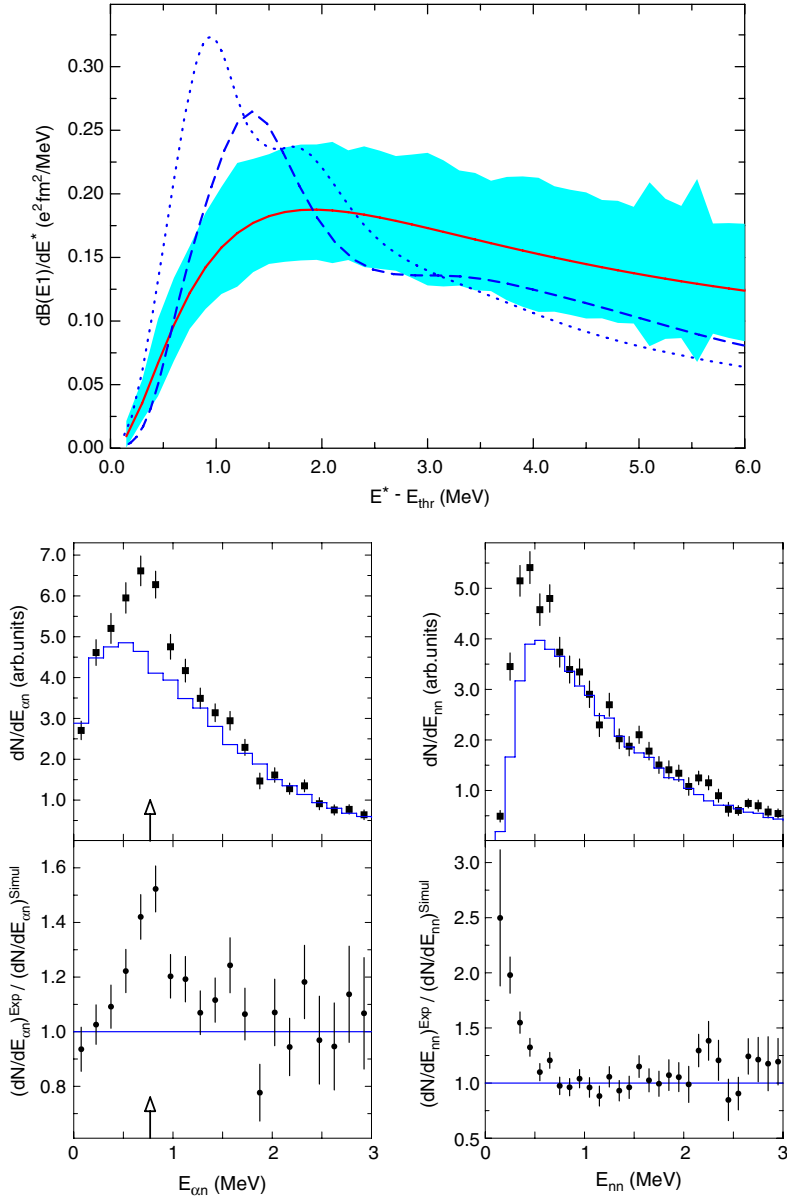 0.30
0.25
0.20
0.15
0.10
0.05
0.00
dB(E1)/dE* (e²fm²/MeV)
0.0 1.0 2.0 3.0 4.0 5.0 6.0
E* - E_thr (MeV)
7.0
6.0
5.0
4.0
3.0
2.0
1.0
dN/dE_αn (arb.units)
5.0
4.0
3.0
2.0
1.0
dN/dE_nn (arb.units)
1.6
1.4
1.2
1.0
0.8
(dN/dE_αn)^Exp / (dN/dE_αn)^Simul
0 1 2 3
E_αn (MeV)
3.0
2.5
2.0
1.5
1.0
0.5
(dN/dE_nn)^Exp / (dN/dE_nn)^Simul
0 1 2 3
E_nn (MeV)